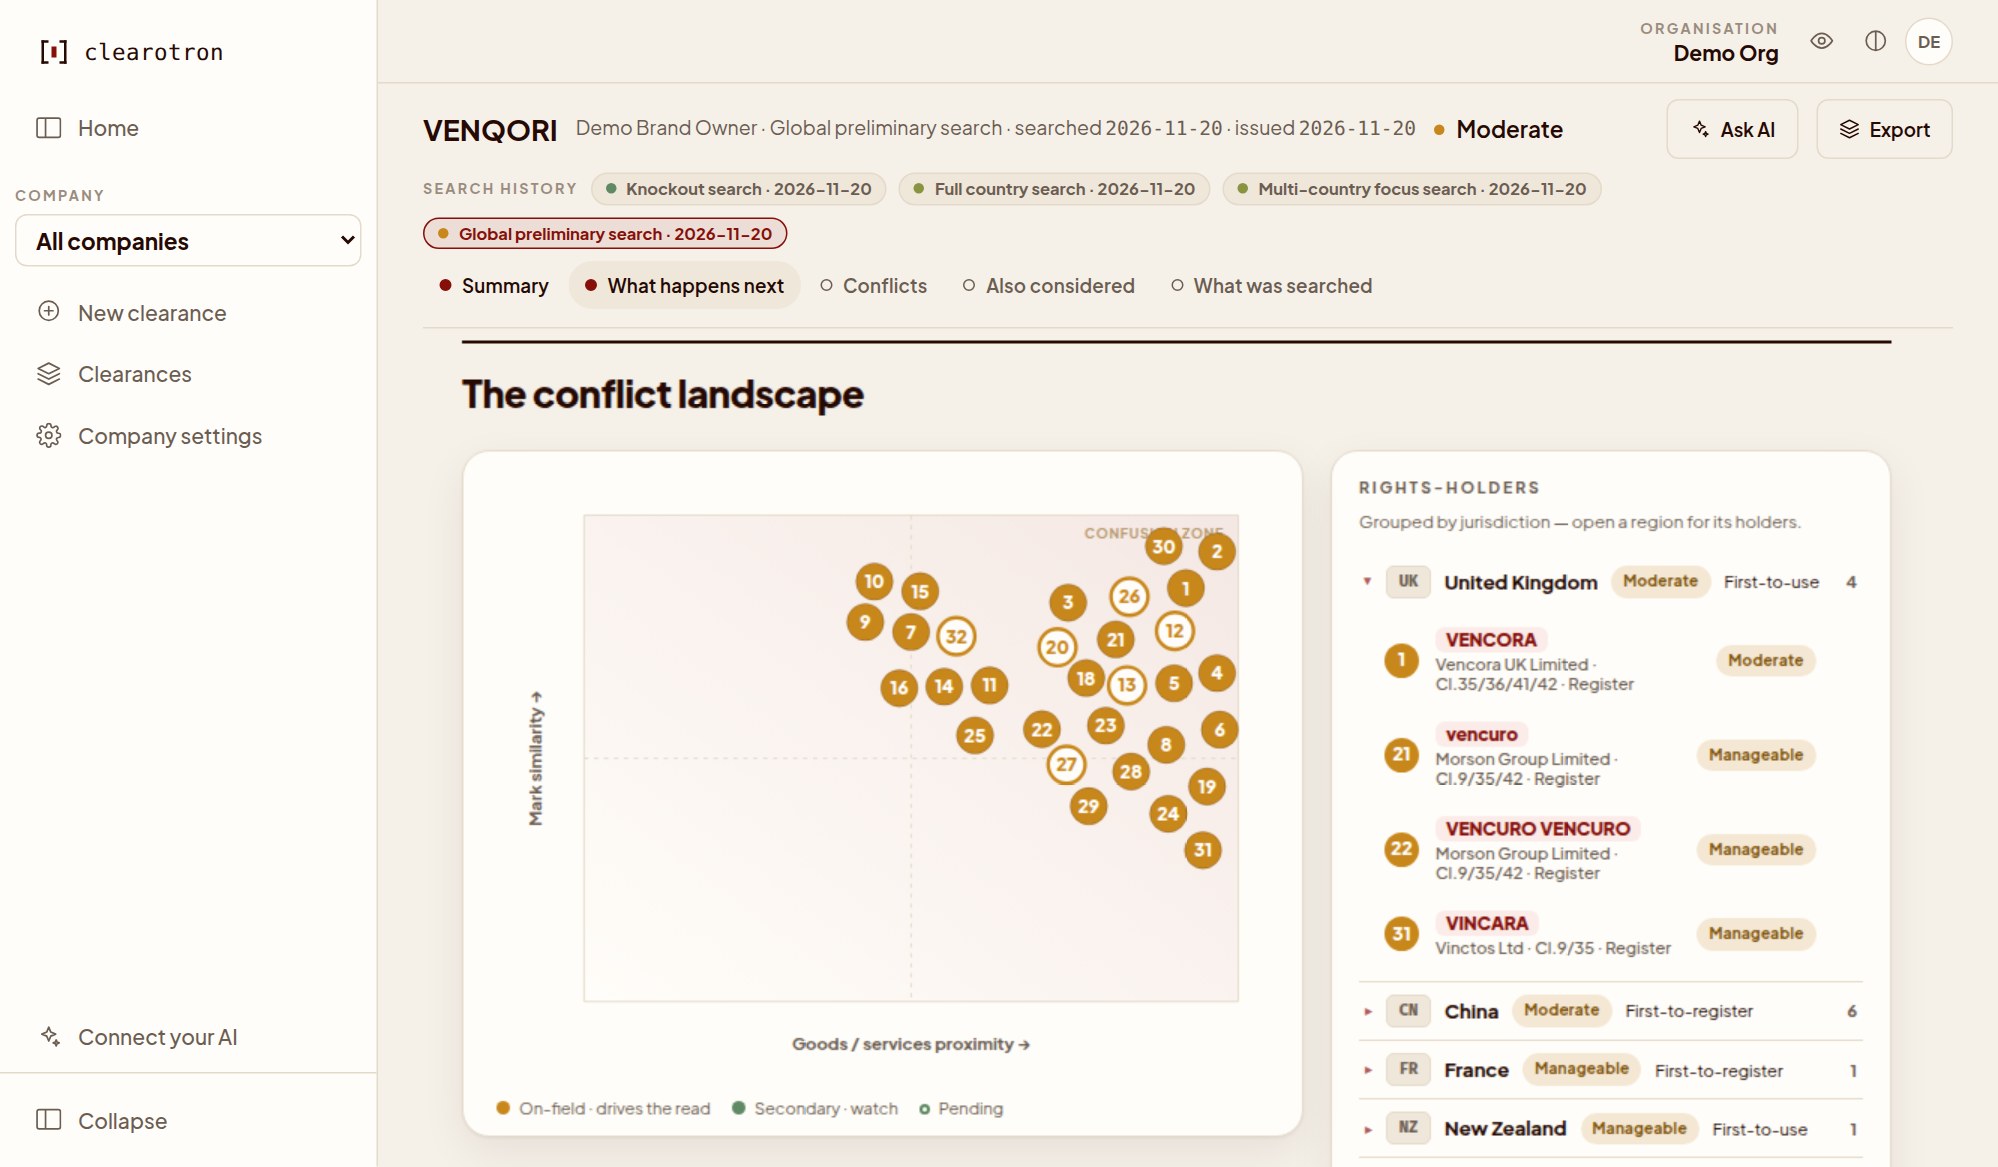 clearotron
Home
COMPANY
All companies
New clearance
Clearances
Company settings
Connect your AI
Collapse
ORGANISATION
Demo Org
DE
VENQORI Demo Brand Owner · Global preliminary search · searched 2026-11-20 · issued 2026-11-20 Moderate
Ask AI
Export
SEARCH HISTORY Knockout search · 2026-11-20 Full country search · 2026-11-20 Multi-country focus search · 2026-11-20
Global preliminary search · 2026-11-20
Summary What happens next Conflicts Also considered What was searched
The conflict landscape
ZONE
30 2
10 15 3 26 1
9 7 32 20 21 12
16 14 11 18 13 5 4
25 22 23 8 6
27 28 19
29 24
31
Mark similarity →
Goods / services proximity →
On-field · drives the read Secondary · watch Pending
RIGHTS-HOLDERS
Grouped by jurisdiction — open a region for its holders.
UK United Kingdom Moderate First-to-use 4
1 VENCORA Moderate
Vencora UK Limited ·
Cl.35/36/41/42 · Register
21 vencuro Manageable
Morson Group Limited ·
Cl.9/35/42 · Register
22 VENCURO VENCURO Manageable
Morson Group Limited ·
Cl.9/35/42 · Register
31 VINCARA Manageable
Vinctos Ltd · Cl.9/35 · Register
CN China Moderate First-to-register 6
FR France Manageable First-to-register 1
NZ New Zealand Manageable First-to-use 1